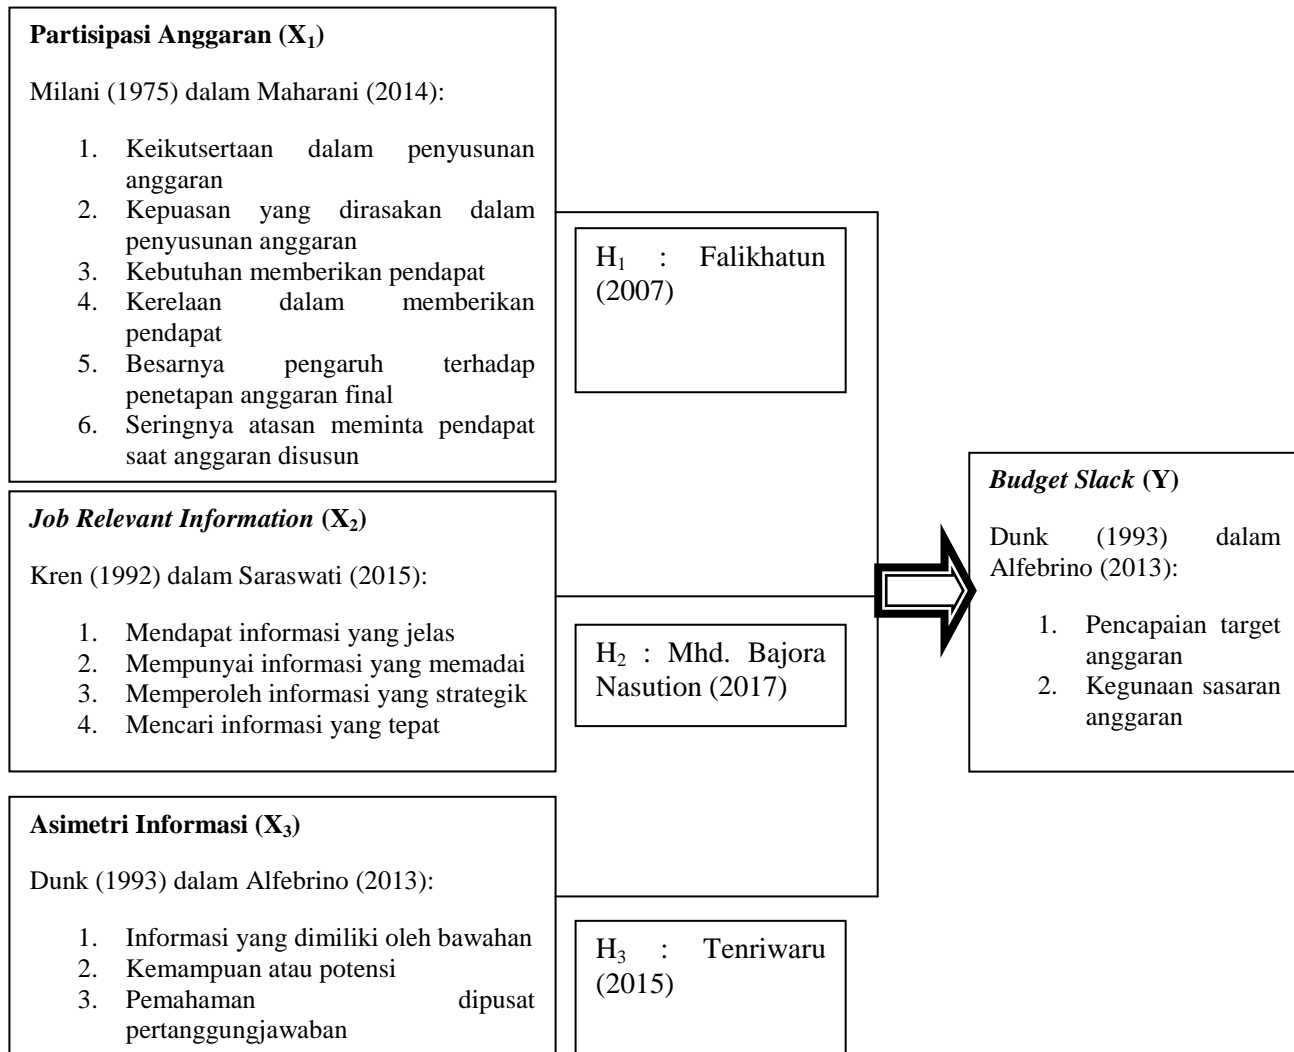 Partisipasi Anggaran (X₁)
Milani (1975) dalam Maharani (2014):
1. Keikutsertaan dalam penyusunan
anggaran
2. Kepuasan yang dirasakan dalam
penyusunan anggaran
3. Kebutuhan memberikan pendapat
4. Kerelaan dalam memberikan
pendapat
5. Besarnya pengaruh terhadap
penetapan anggaran final
6. Seringnya atasan meminta pendapat
saat anggaran disusun
H₁ : Falikhatun
(2007)
Job Relevant Information (X₂)
Kren (1992) dalam Saraswati (2015):
1. Mendapat informasi yang jelas
2. Mempunyai informasi yang memadai
3. Memperoleh informasi yang strategik
4. Mencari informasi yang tepat
H₂ : Mhd. Bajora
Nasution (2017)
Budget Slack (Y)
Dunk (1993) dalam
Alfebrino (2013):
1. Pencapaian target
anggaran
2. Kegunaan sasaran
anggaran
Asimetri Informasi (X₃)
Dunk (1993) dalam Alfebrino (2013):
1. Informasi yang dimiliki oleh bawahan
2. Kemampuan atau potensi
3. Pemahaman dipusat
pertanggungjawaban
H₃ : Tenriwaru
(2015)